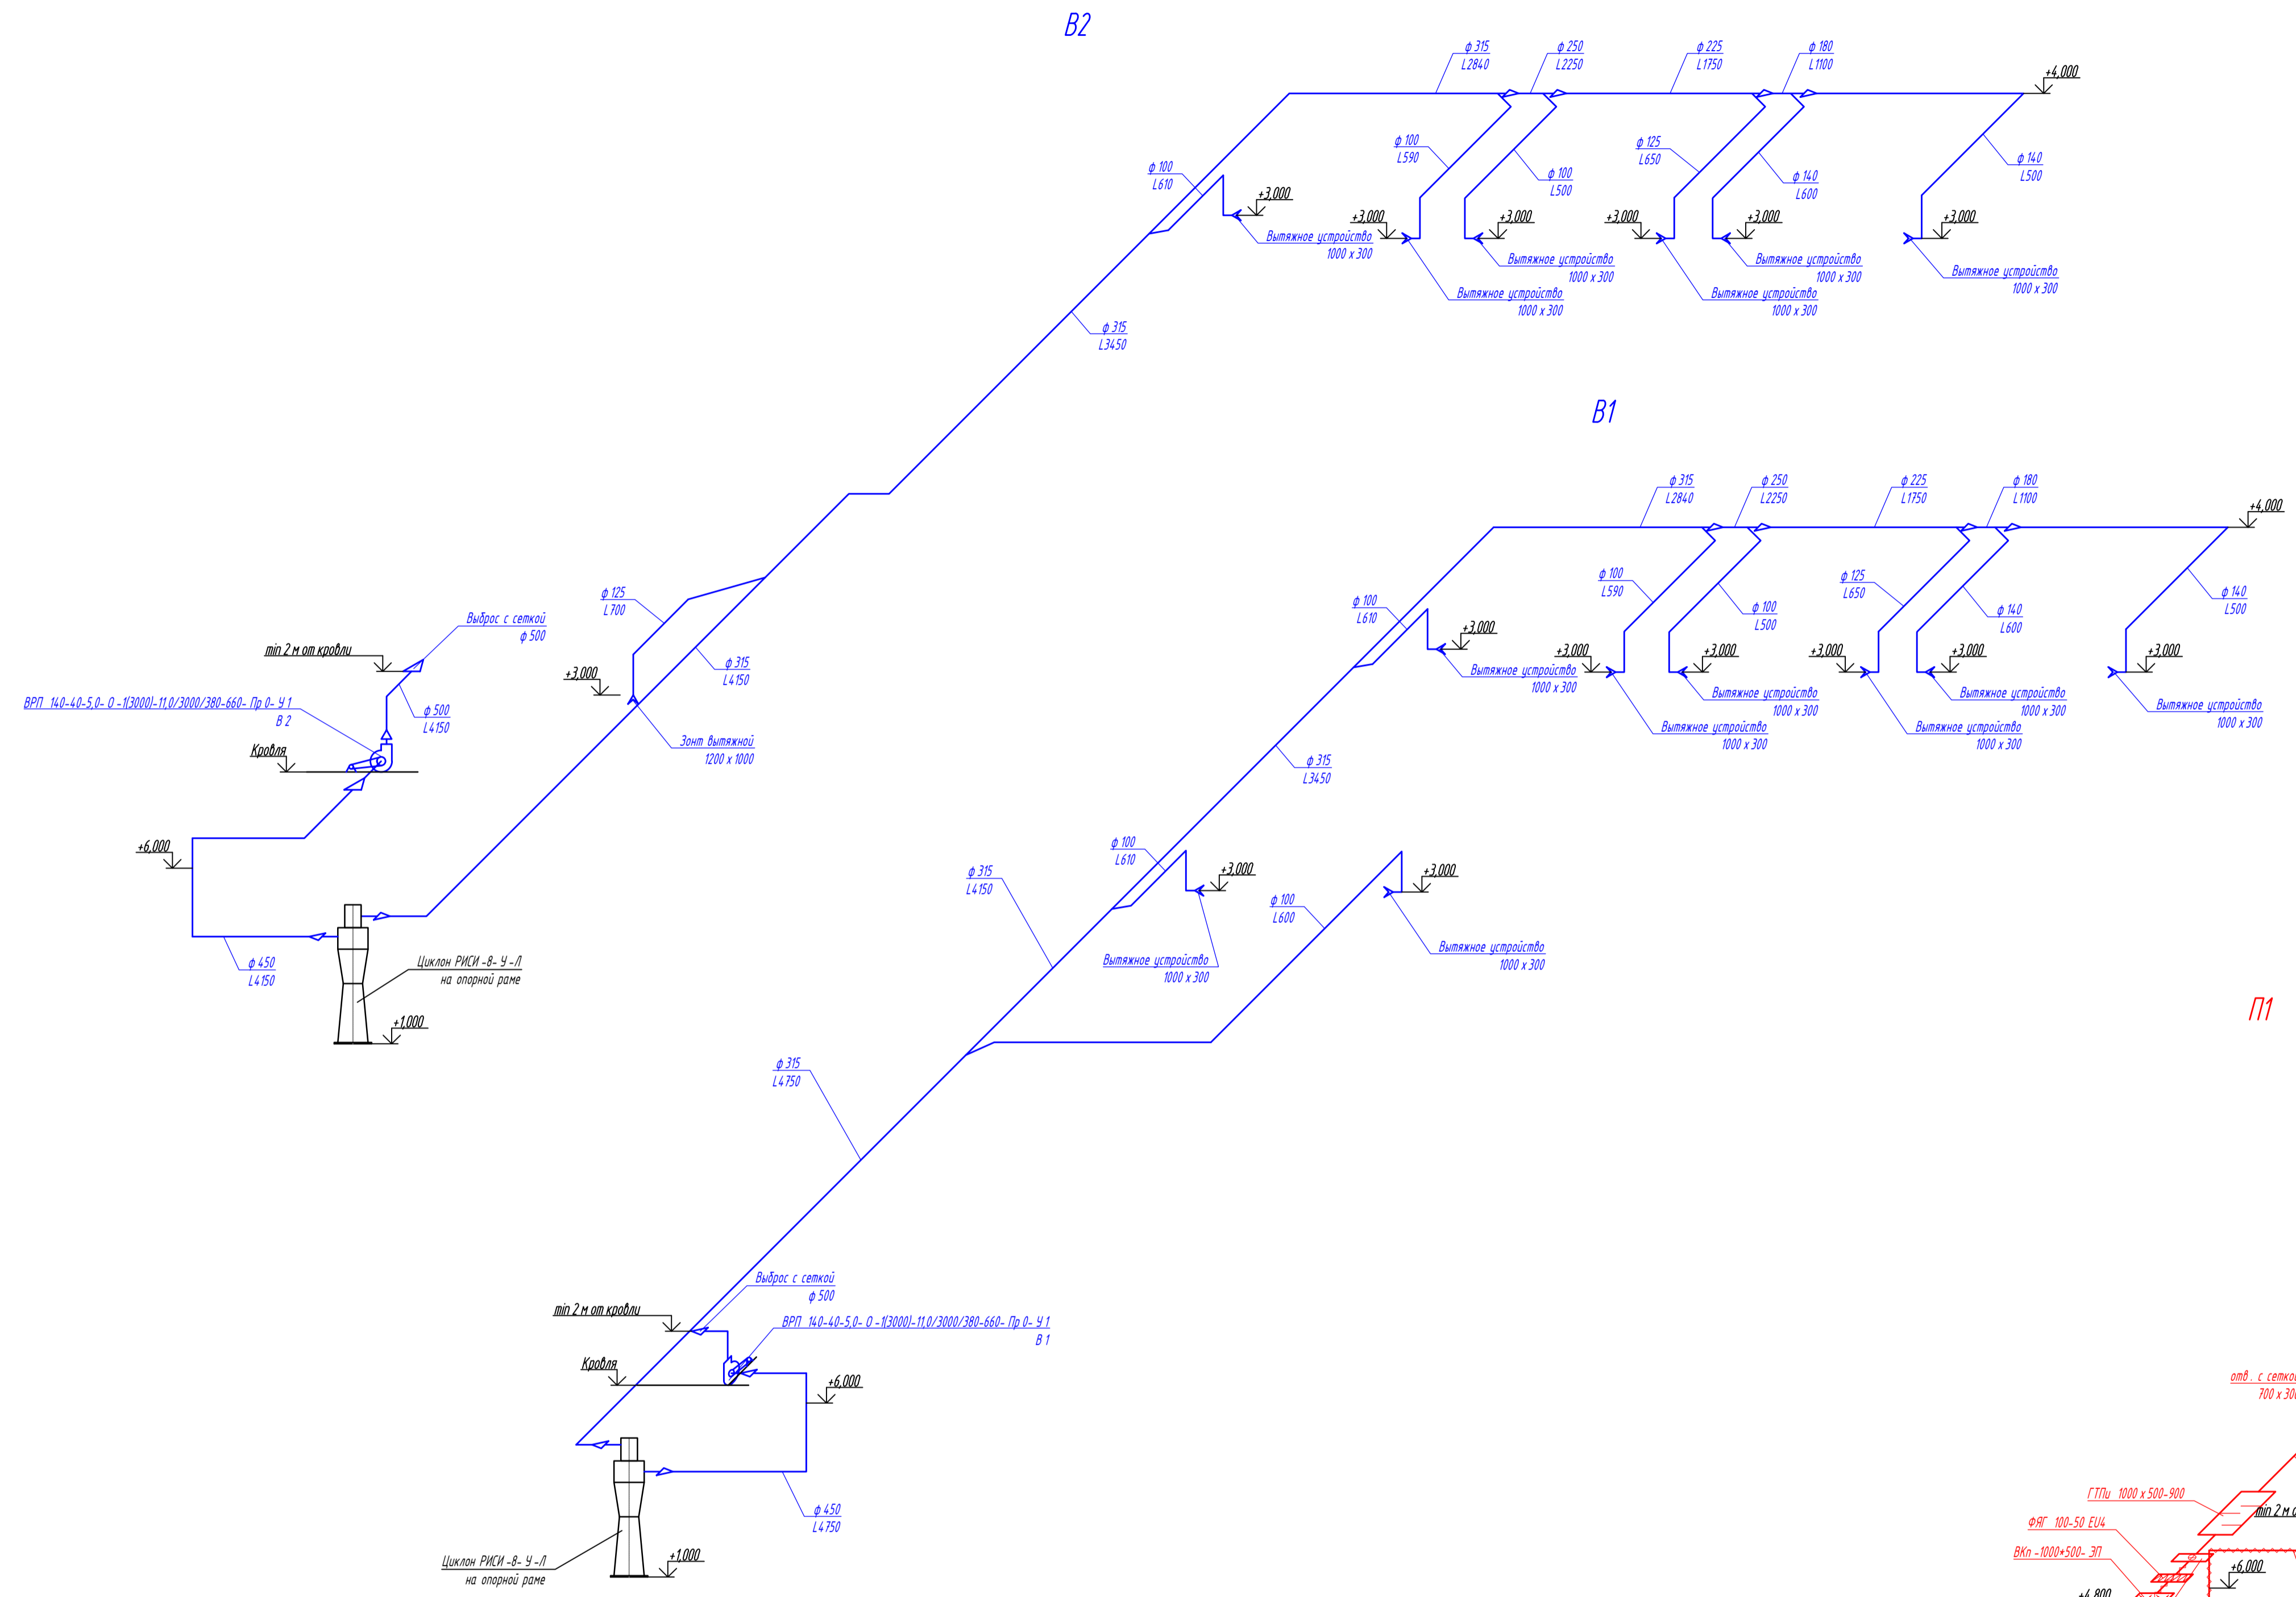 В2
ф 315
L2840
ф 250
L2250
ф 225
L1750
ф 180
L1100
+4,000
ф 100
L590
ф 100
L500
ф 125
L650
ф 140
L600
ф 140
L500
ф 100
L610
+3,000
Вытяжное устройство
1000 х 300
+3,000
+3,000
+3,000
+3,000
+3,000
Вытяжное устройство
1000 х 300
Вытяжное устройство
1000 х 300
Вытяжное устройство
1000 х 300
Вытяжное устройство
1000 х 300
Вытяжное устройство
1000 х 300
ф 315
L3450
В1
ф 315
L2840
ф 250
L2250
ф 225
L1750
ф 180
L1100
+4,000
ф 100
L590
ф 100
L500
ф 125
L650
ф 140
L600
ф 140
L500
ф 100
L610
+3,000
Вытяжное устройство
1000 х 300
+3,000
+3,000
+3,000
+3,000
+3,000
Вытяжное устройство
1000 х 300
Вытяжное устройство
1000 х 300
Вытяжное устройство
1000 х 300
Вытяжное устройство
1000 х 300
Вытяжное устройство
1000 х 300
ф 125
L700
Выброс с сеткой
ф 500
min 2 м от кровли
+3,000
ф 315
L4150
ВРП 140-40-5,0- О -1(3000)-11,0/3000/380-660- Пр 0- У 1
В 2
ф 500
L4150
Кровля
Зонт вытяжной
1200 х 1000
ф 315
L3450
+6,000
ф 100
L610
+3,000
ф 315
L4150
ф 100
L600
+3,000
Вытяжное устройство
1000 х 300
Вытяжное устройство
1000 х 300
ф 450
L4150
Циклон РИСИ -8- У -Л
на опорной раме
+1,000
П1
ф 315
L4750
Выброс с сеткой
ф 500
min 2 м от кровли
ВРП 140-40-5,0- О -1(3000)-11,0/3000/380-660- Пр 0- У 1
В 1
Кровля
+6,000
ф 450
L4750
Циклон РИСИ -8- У -Л
на опорной раме
+1,000
отв. с сеткой
700 х 300
ГТПи 1000 х 500-900
min 2 м о
ФЯГ 100-50 EU4
ВКп -1000*500- ЭП
+6,000
+4,800